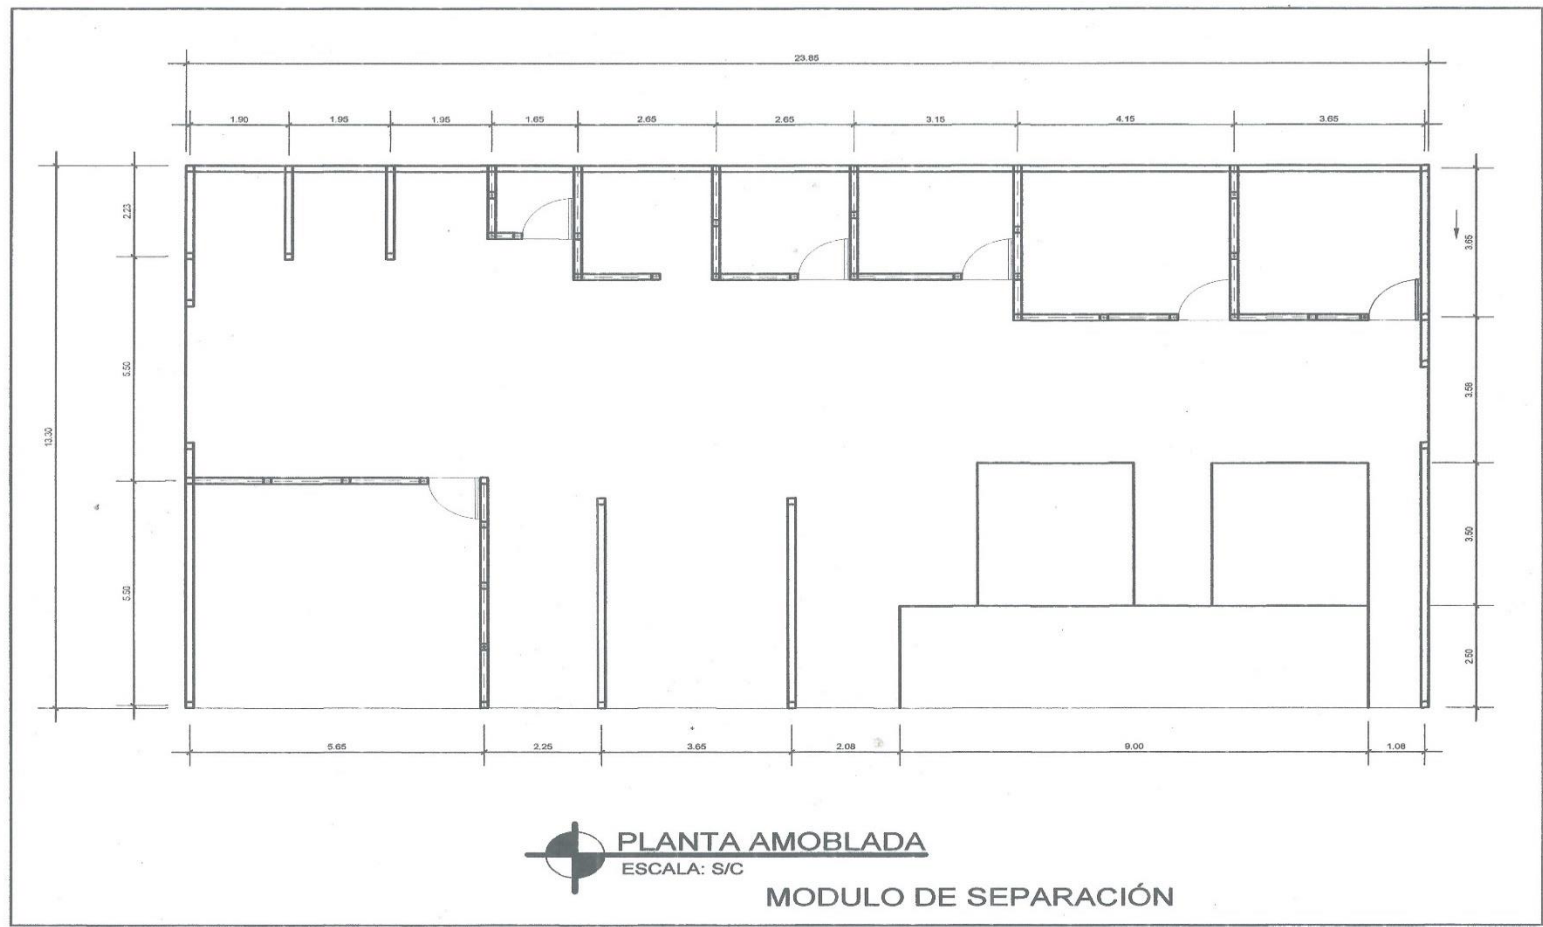 23.85
1.90 1.95 1.95 1.65 2.65 2.65 3.15 4.15 3.65
2.23
3.65
5.50
3.58
13.30
3.50
5.50
2.50
5.65 2.25 3.65 2.08 9.00 1.08
PLANTA AMOBLADA
ESCALA: S/C
MODULO DE SEPARACIÓN